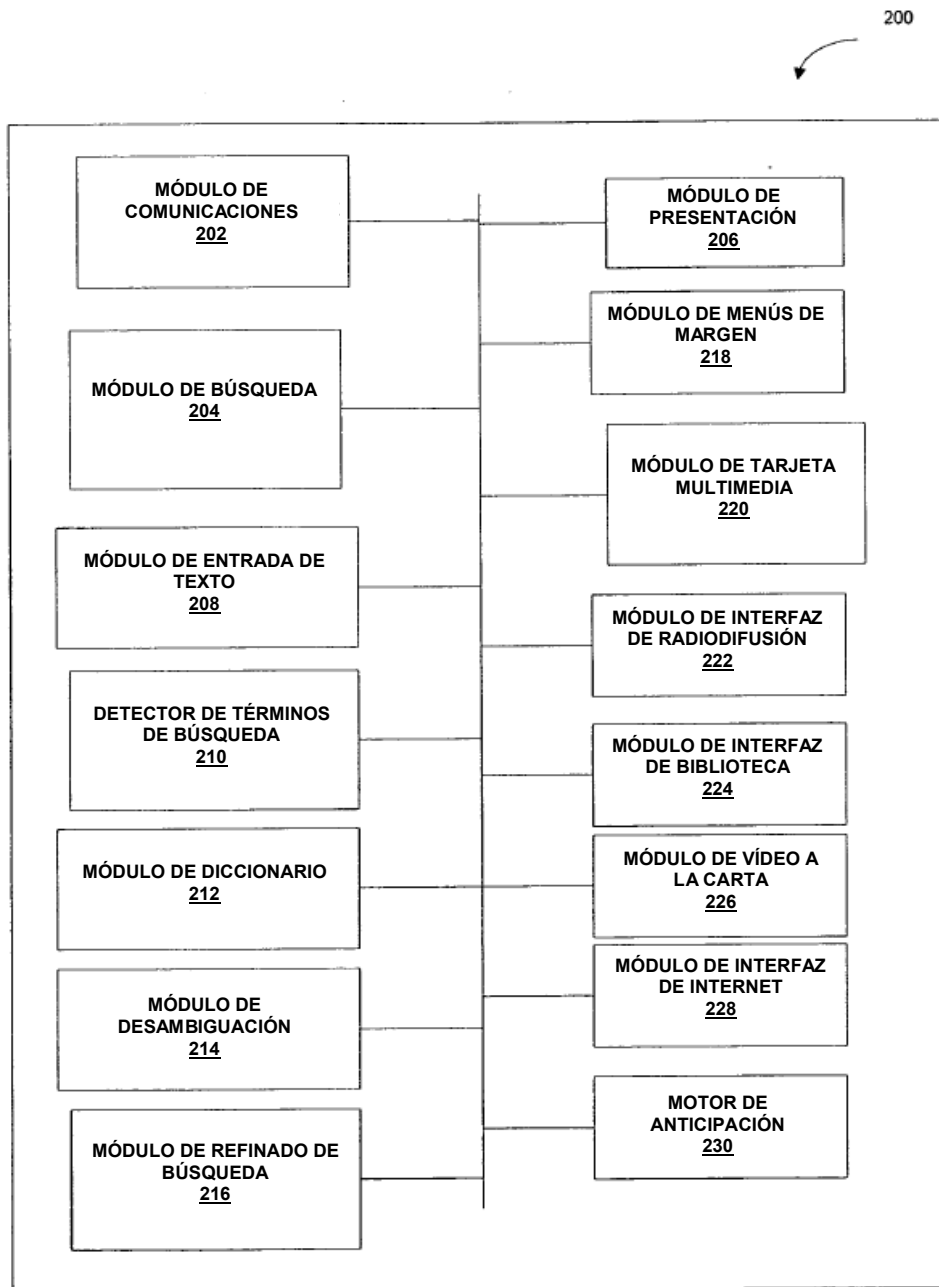 200
MÓDULO DE
COMUNICACIONES
202
MÓDULO DE BÚSQUEDA
204
MÓDULO DE ENTRADA DE
TEXTO
208
DETECTOR DE TÉRMINOS
DE BÚSQUEDA
210
MÓDULO DE DICCIONARIO
212
MÓDULO DE
DESAMBIGUACIÓN
214
MÓDULO DE REFINADO DE
BÚSQUEDA
216
MÓDULO DE
PRESENTACIÓN
206
MÓDULO DE MENÚS DE
MARGEN
218
MÓDULO DE TARJETA
MULTIMEDIA
220
MÓDULO DE INTERFAZ
DE RADIODIFUSIÓN
222
MÓDULO DE INTERFAZ
DE BIBLIOTECA
224
MÓDULO DE VÍDEO A
LA CARTA
226
MÓDULO DE INTERFAZ
DE INTERNET
228
MOTOR DE
ANTICIPACIÓN
230